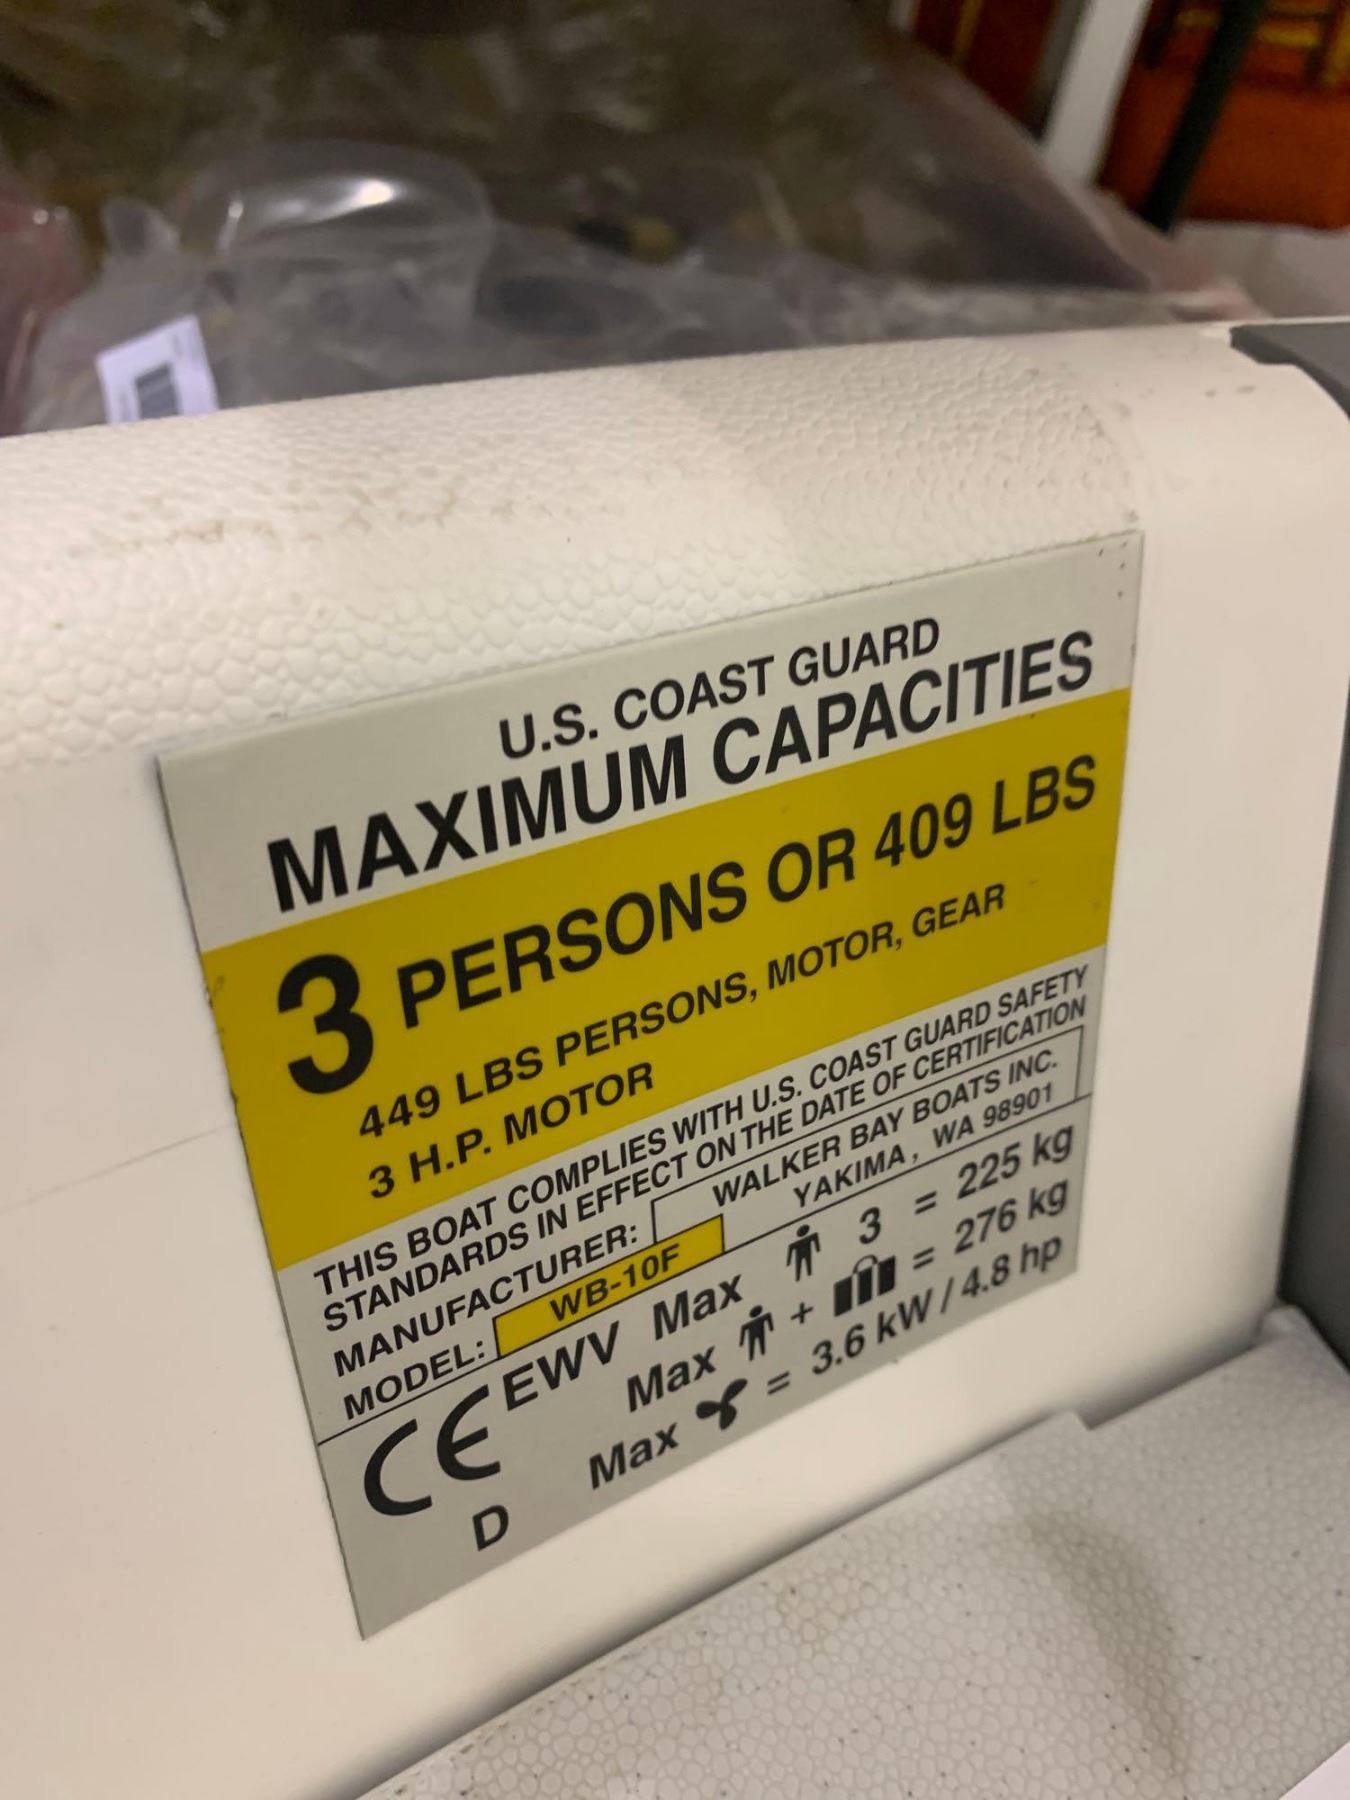 U.S. COAST GUARD
MAXIMUM CAPACITIES
3 PERSONS OR 409 LBS
449 LBS PERSONS, MOTOR, GEAR
3 H.P. MOTOR
THIS BOAT COMPLIES WITH U.S. COAST GUARD SAFETY
STANDARDS IN EFFECT ON THE DATE OF CERTIFICATION
MANUFACTURER: WALKER BAY BOATS INC.
YAKIMA, WA 98901
MODEL: WB-10F
CE EWV Max 3 = 225 kg
Max + = 276 kg
D Max = 3.6 kW / 4.8 hp